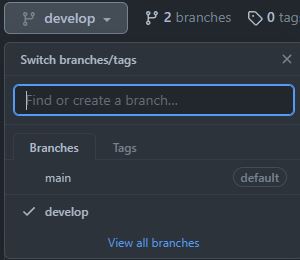 develop 2 branches 0 tag
Switch branches/tags
Find or create a branch...
Branches Tags
main default
develop
View all branches